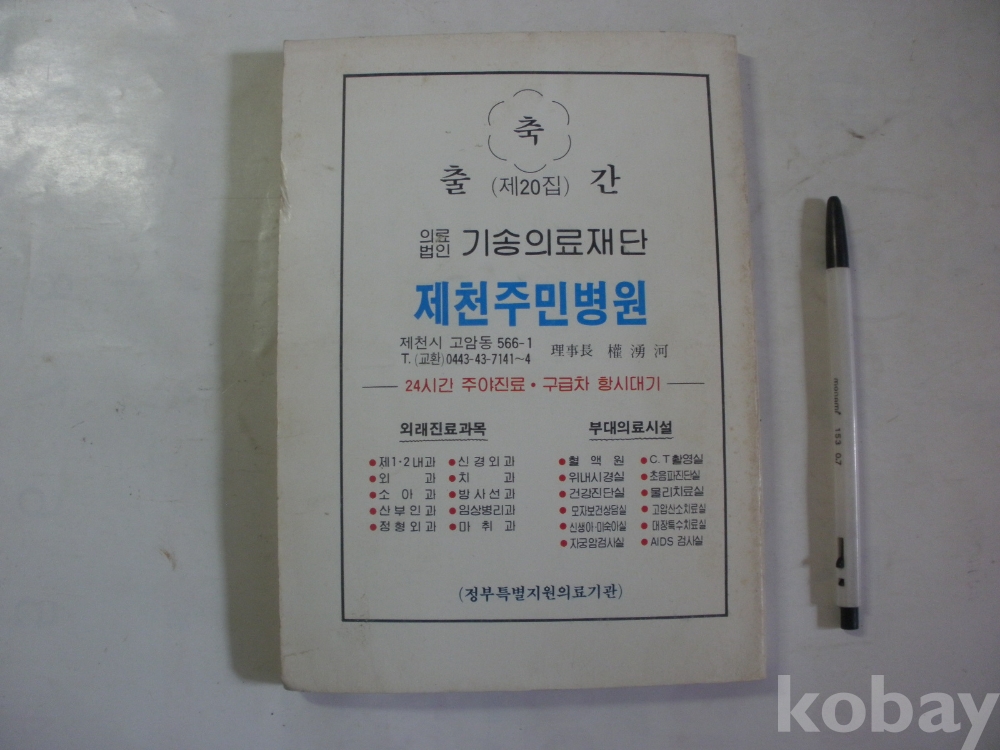 축
출 (제20집) 간
의료법인 기송의료재단
제천주민병원
제천시 고암동 566-1
T. (교환)0443-43-7141~4 理事長 權湧河
24시간 주야진료·구급차 항시대기
외래진료과목 부대의료시설
●제1·2내과 ●신경외과 ●혈액원 ●C.T촬영실
●외과 ●치과 ●위내시경실 ●초음파진단실
●소아과 ●방사선과 ●건강진단실 ●물리치료실
●산부인과 ●임상병리과 ●모자보건상담실 ●고압산소치료실
●정형외과 ●마취과 ●신생아·미숙아실 ●대장특수치료실
●자궁암검사실 ●AIDS 검사실
(정부특별지원의료기관)
monami 153 0.7
kobay